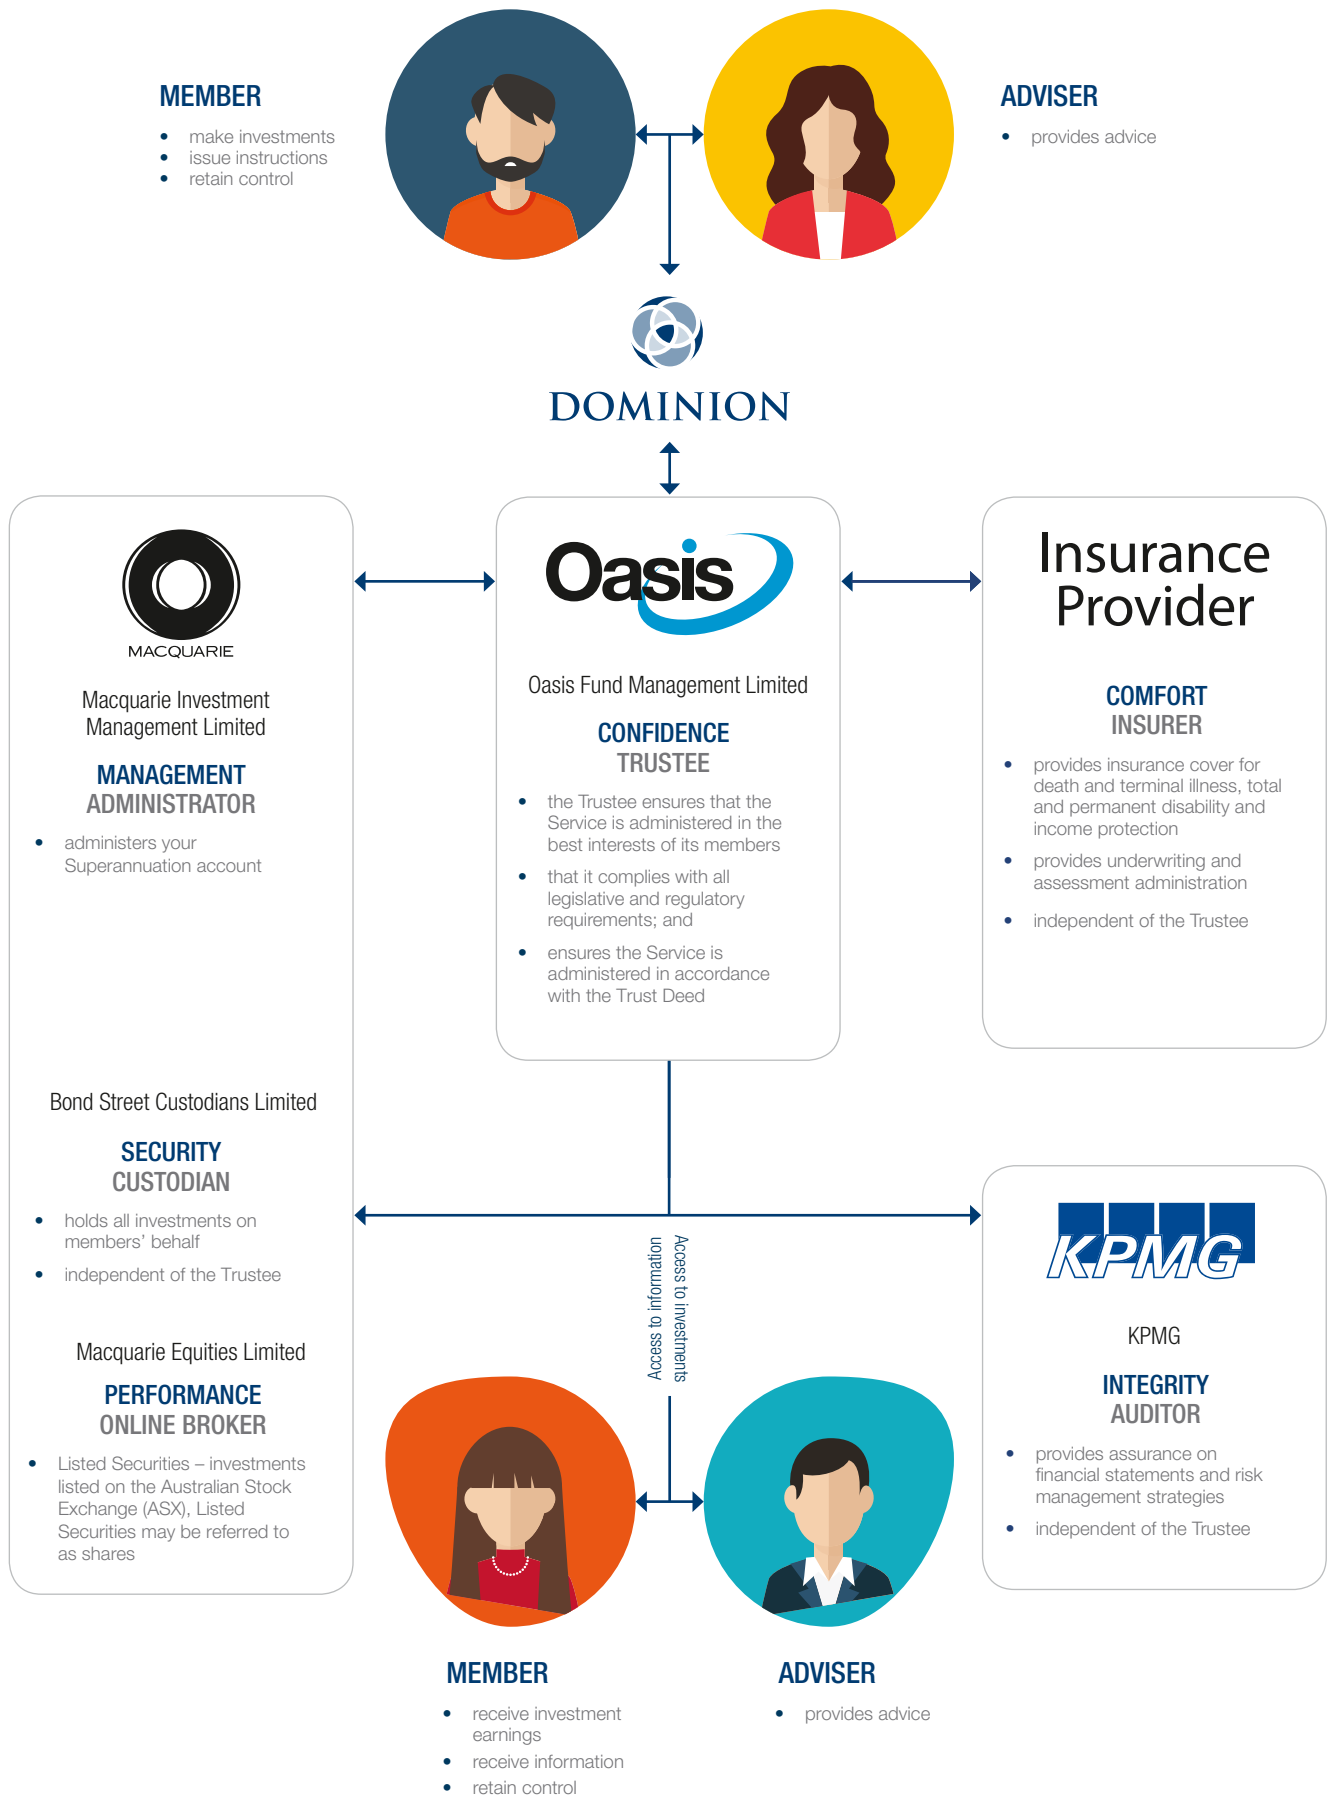 MEMBER
• make investments
• issue instructions
• retain control
ADVISER
• provides advice
DOMINION
MACQUARIE
Macquarie Investment
Management Limited
MANAGEMENT
ADMINISTRATOR
• administers your
Superannuation account
Bond Street Custodians Limited
SECURITY
CUSTODIAN
• holds all investments on
members’ behalf
• independent of the Trustee
Macquarie Equities Limited
PERFORMANCE
ONLINE BROKER
• Listed Securities – investments
listed on the Australian Stock
Exchange (ASX), Listed
Securities may be referred to
as shares
Oasis
Oasis Fund Management Limited
CONFIDENCE
TRUSTEE
• the Trustee ensures that the
Service is administered in the
best interests of its members
• that it complies with all
legislative and regulatory
requirements; and
• ensures the Service is
administered in accordance
with the Trust Deed
Insurance
Provider
COMFORT
INSURER
• provides insurance cover for
death and terminal illness, total
and permanent disability and
income protection
• provides underwriting and
assessment administration
• independent of the Trustee
Access to information
Access to investments
KPMG
KPMG
INTEGRITY
AUDITOR
• provides assurance on
financial statements and risk
management strategies
• independent of the Trustee
MEMBER
• receive investment
earnings
• receive information
• retain control
ADVISER
• provides advice